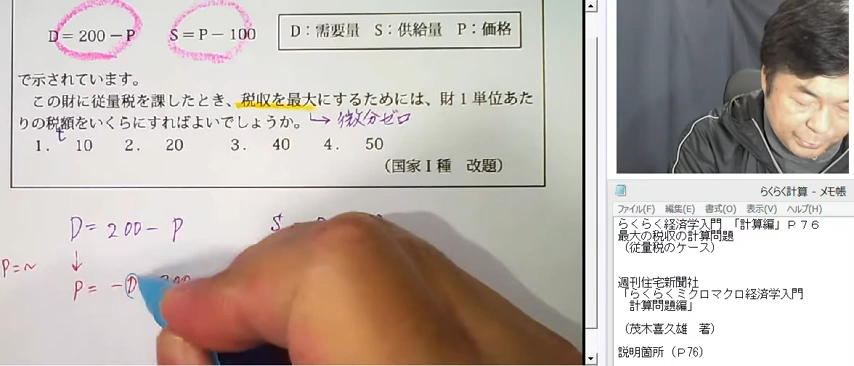 D＝200－P S＝P－100
D：需要量 S：供給量 P：価格
で示されています。
この財に従量税を課したとき、税収を最大にするためには、財１単位あた
りの税額をいくらにすればよいでしょうか。 →微分ゼロ
t
1. 10 2. 20 3. 40 4. 50
（国家Ⅰ種 改題）
D＝200－P
S
P＝～ ↓
P＝－D
らくらく計算 - メモ帳
ファイル(F) 編集(E) 書式(O) 表示(V) ヘルプ(H)
らくらく経済学入門 「計算編」Ｐ７６
最大の税収の計算問題
（従量税のケース）
週刊住宅新聞社
「らくらくミクロマクロ経済学入門
計算問題編」
（茂木喜久雄 著）
説明箇所（Ｐ76）